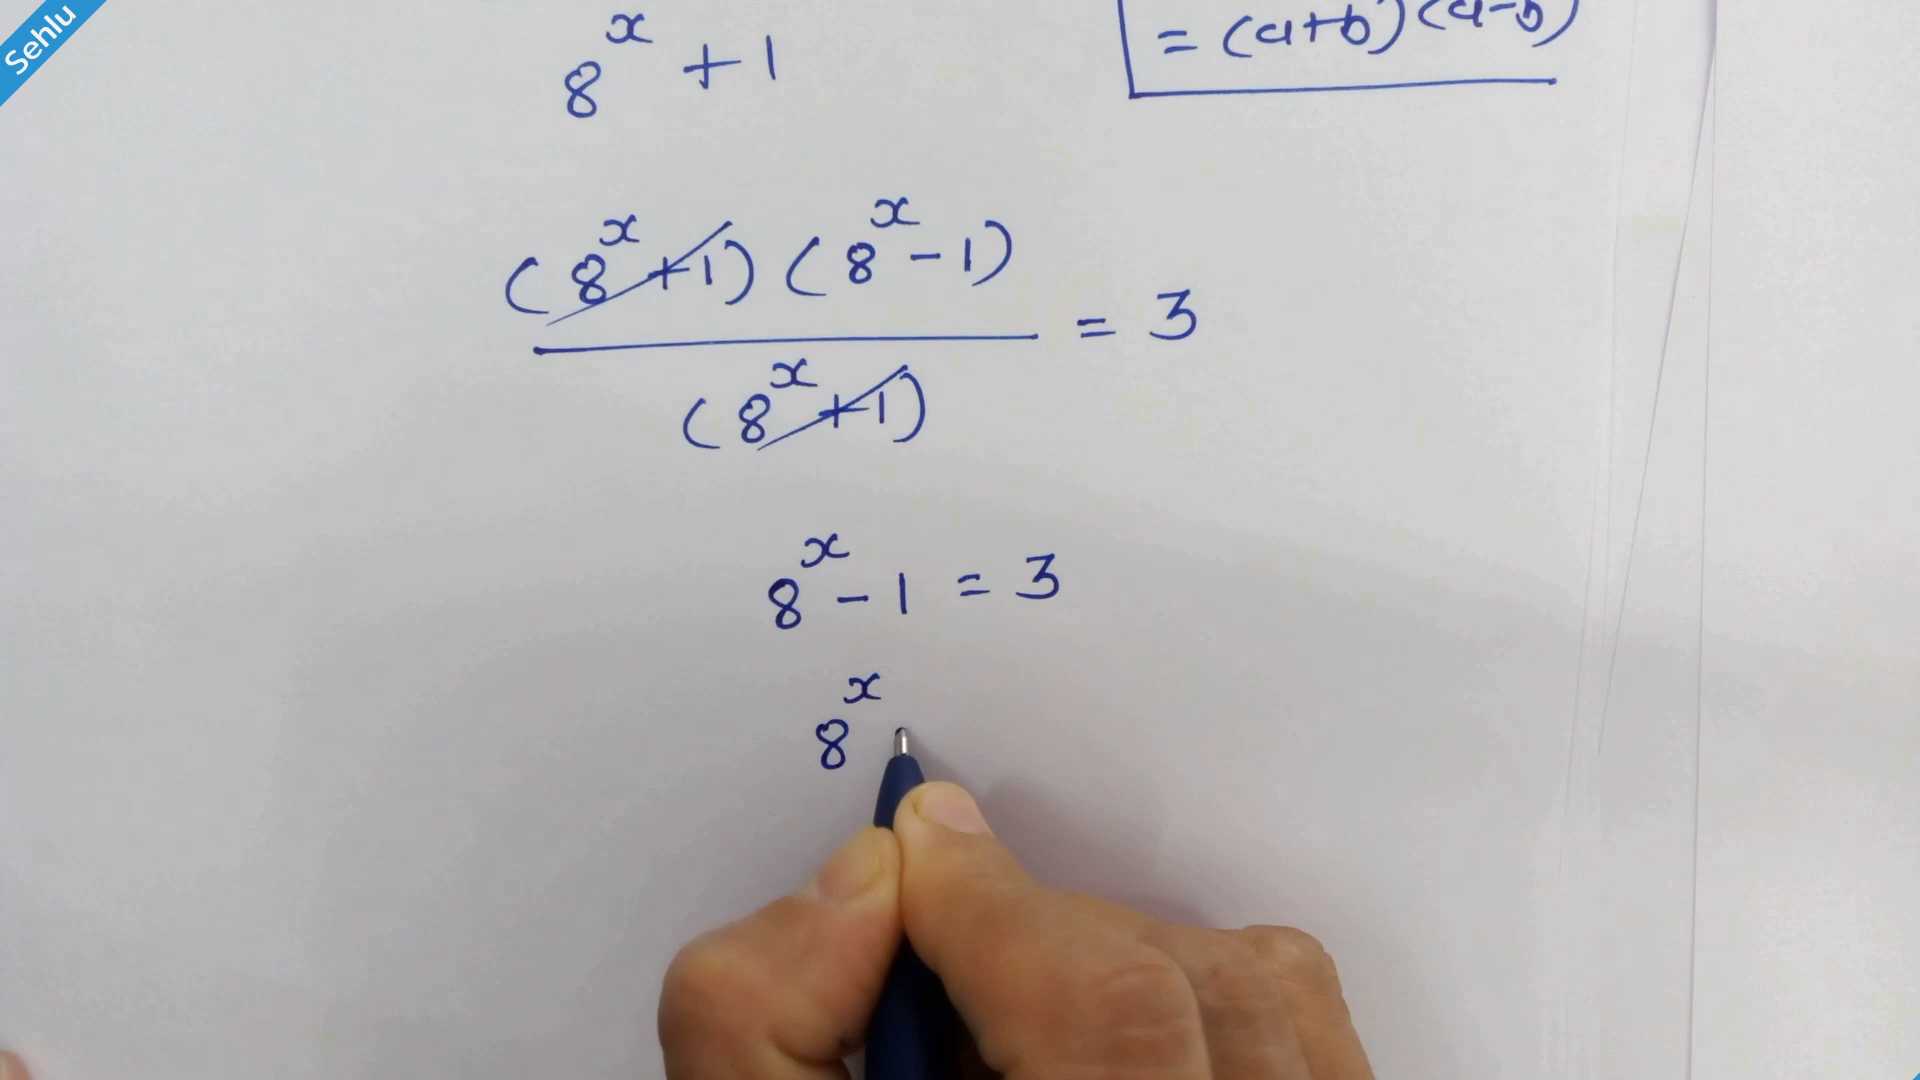 Sehlu
= (a+b)(a-b)
8^x + 1
(8^x + 1)(8^x - 1)
= 3
(8^x + 1)
8^x - 1 = 3
8^x